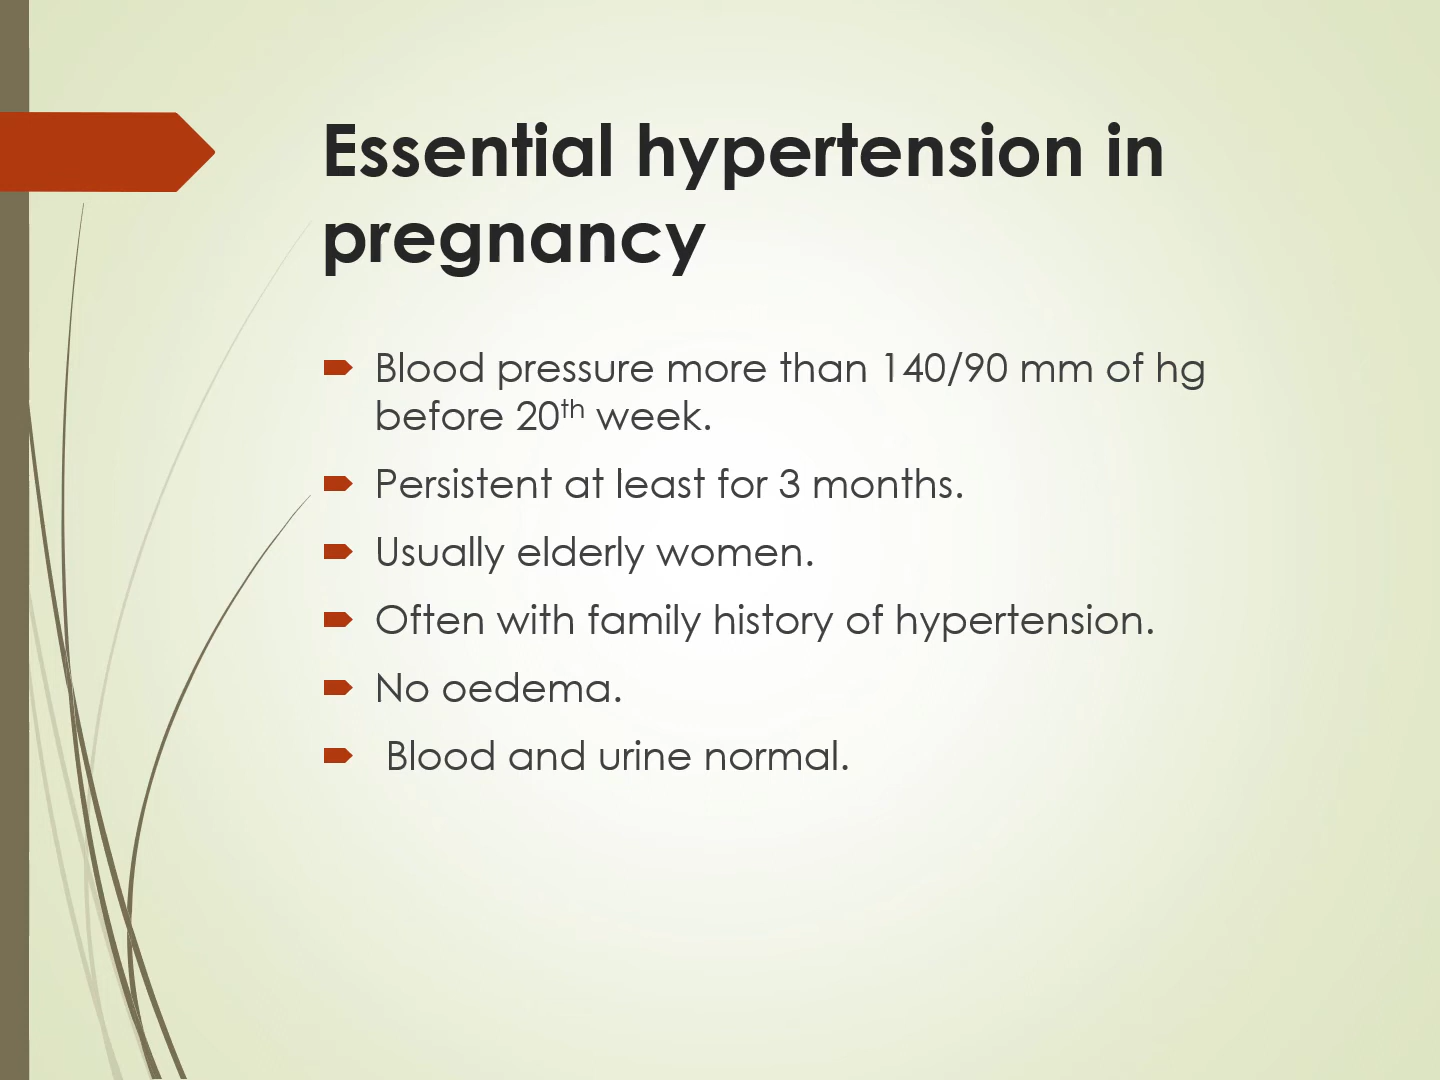 Essential hypertension in
pregnancy
Blood pressure more than 140/90 mm of hg
before 20th week.
Persistent at least for 3 months.
Usually elderly women.
Often with family history of hypertension.
No oedema.
Blood and urine normal.